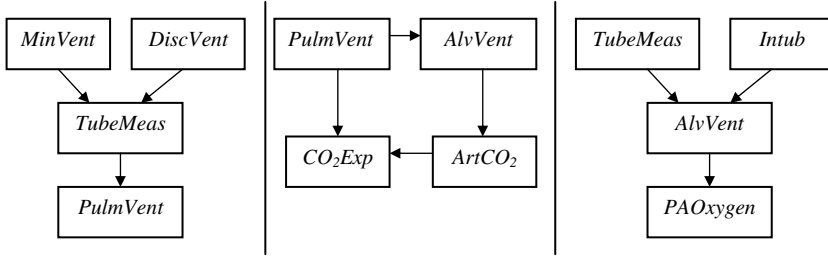 MinVent
DiscVent
TubeMeas
PulmVent
PulmVent
AlvVent
CO₂Exp
ArtCO₂
TubeMeas
Intub
AlvVent
PAOxygen